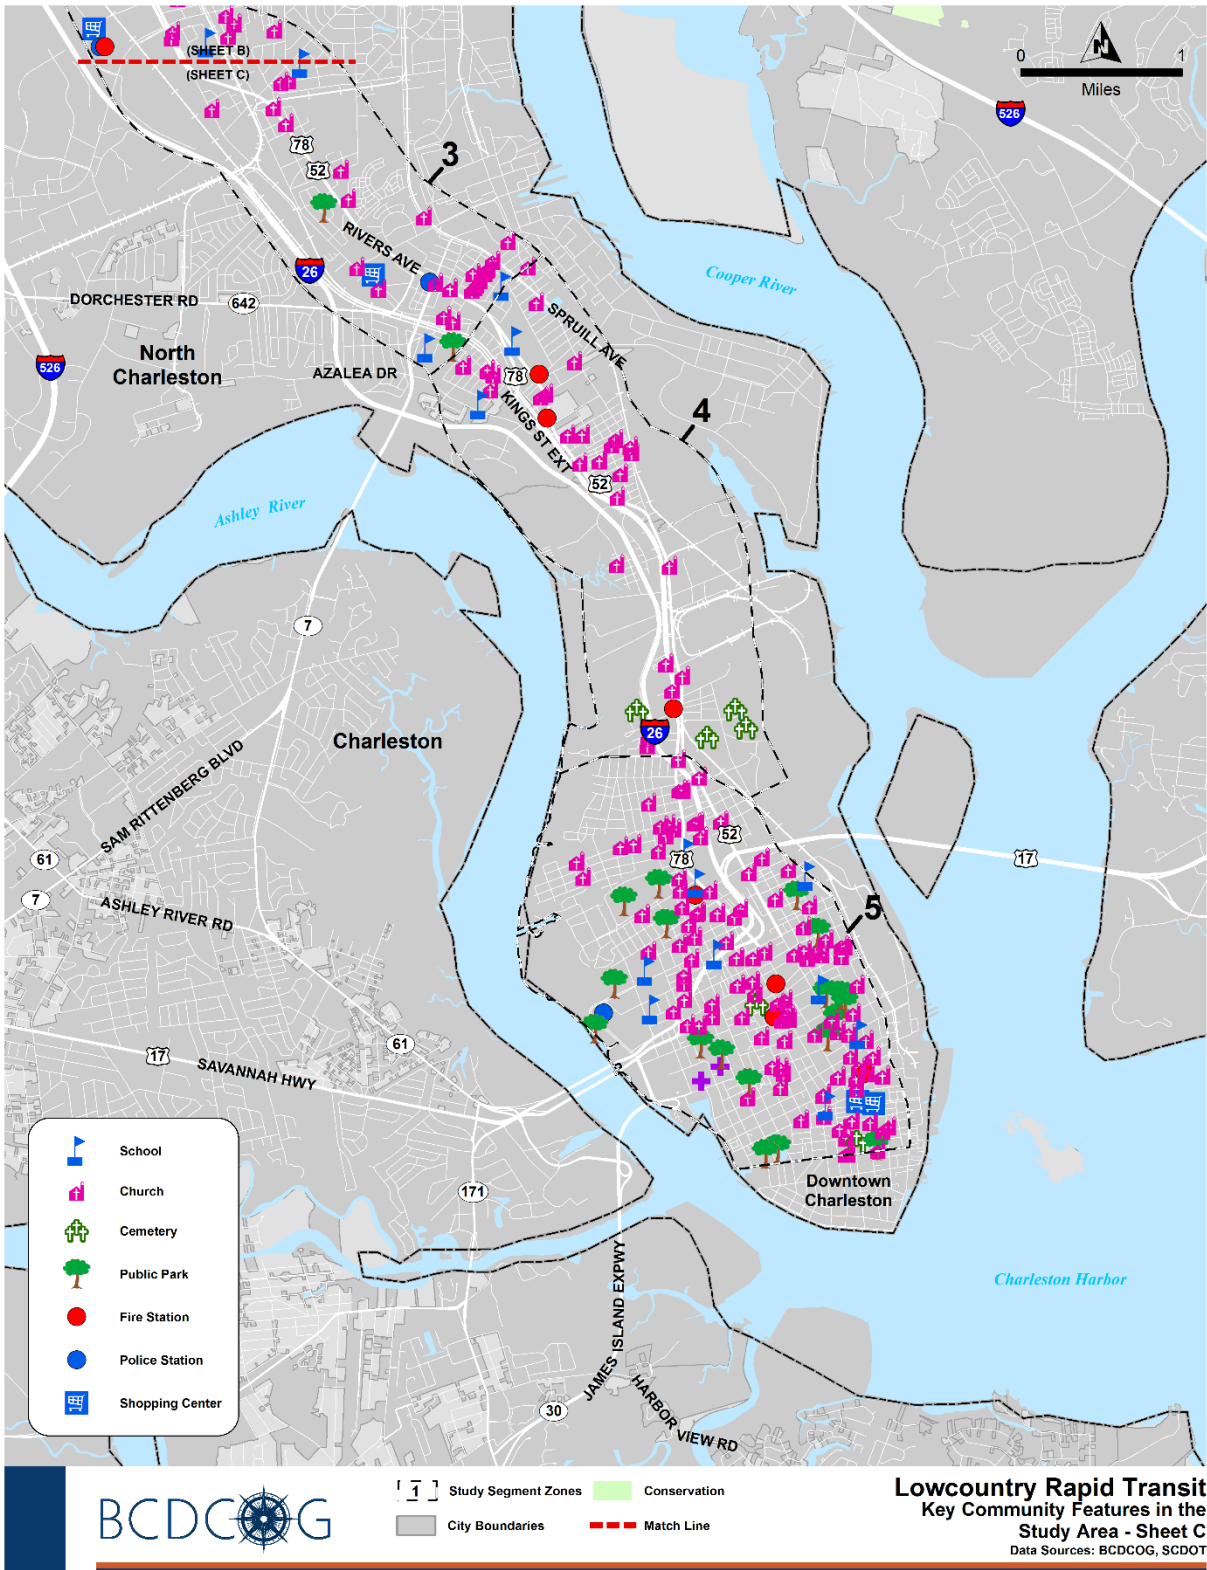 (SHEET B)
(SHEET C)
N
0 1
Miles
526
78
52
3
RIVERS AVE
26
Cooper River
DORCHESTER RD
642
SPRUILL AVE
North
Charleston
526
AZALEA DR
78
KINGS ST EXT
4
52
Ashley River
7
Charleston
26
SAM RITTENBERG BLVD
52
78
17
61
7
ASHLEY RIVER RD
5
17
61
SAVANNAH HWY
School
Church
Cemetery
Public Park
Fire Station
Police Station
Shopping Center
171
Downtown
Charleston
Charleston Harbor
JAMES ISLAND EXPWY
HARBOR VIEW RD
30
BCDCOG
1 Study Segment Zones
Conservation
City Boundaries
Match Line
Lowcountry Rapid Transit
Key Community Features in the
Study Area - Sheet C
Data Sources: BCDCOG, SCDOT